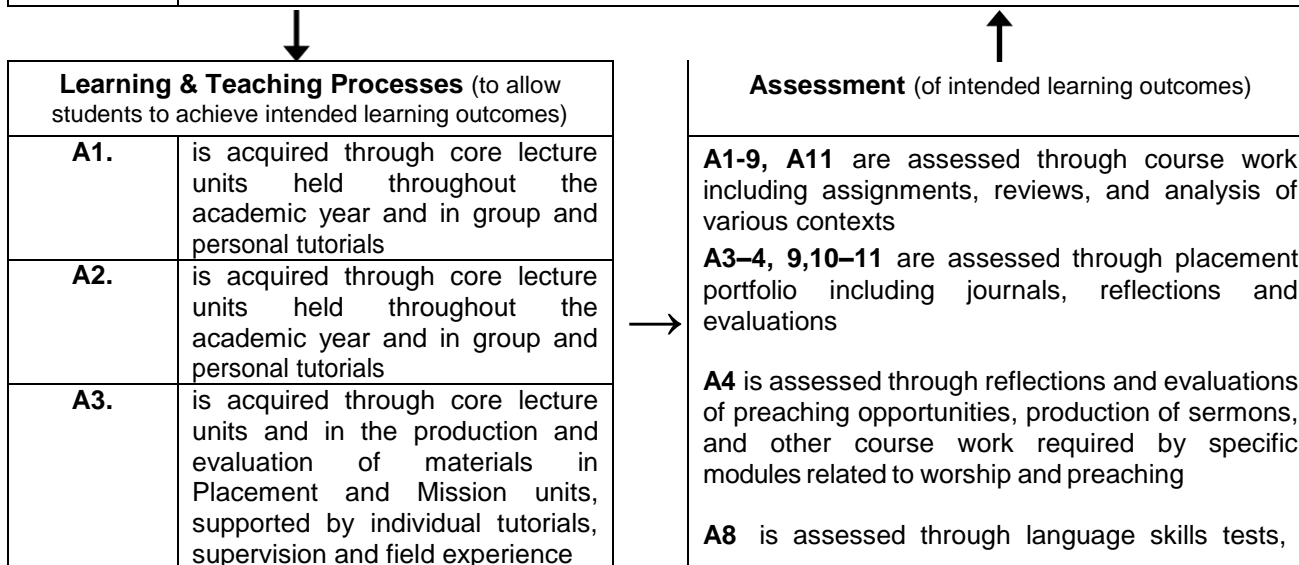 Learning & Teaching Processes (to allow
students to achieve intended learning outcomes)
A1.
is acquired through core lecture
units held throughout the
academic year and in group and
personal tutorials
A2.
is acquired through core lecture
units held throughout the
academic year and in group and
personal tutorials
A3.
is acquired through core lecture
units and in the production and
evaluation of materials in
Placement and Mission units,
supported by individual tutorials,
supervision and field experience
Assessment (of intended learning outcomes)
A1-9, A11 are assessed through course work
including assignments, reviews, and analysis of
various contexts
A3–4, 9,10–11 are assessed through placement
portfolio including journals, reflections and
evaluations
A4 is assessed through reflections and evaluations
of preaching opportunities, production of sermons,
and other course work required by specific
modules related to worship and preaching
A8 is assessed through language skills tests,